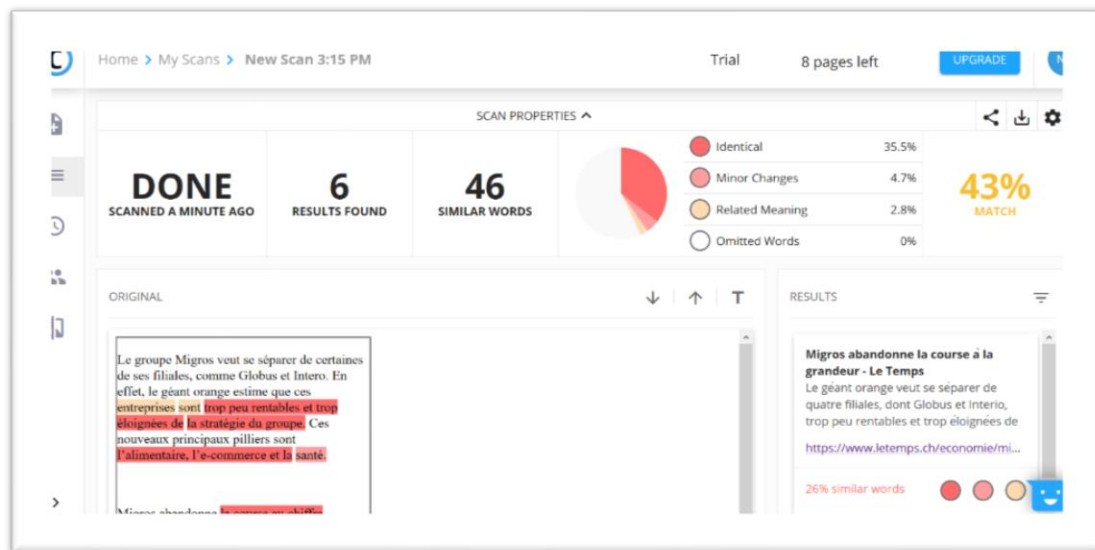 Home > My Scans > New Scan 3:15 PM
Trial
8 pages left
UPGRADE
SCAN PROPERTIES
DONE
SCANNED A MINUTE AGO
6
RESULTS FOUND
46
SIMILAR WORDS
Identical 35.5%
Minor Changes 4.7%
Related Meaning 2.8%
Omitted Words 0%
43%
MATCH
ORIGINAL
Le groupe Migros veut se séparer de certaines
de ses filiales, comme Globus et Intero. En
effet, le géant orange estime que ces
entreprises sont trop peu rentables et trop
éloignées de la stratégie du groupe. Ces
nouveaux principaux pilliers sont
l'alimentaire, l'e-commerce et la santé.
Migros abandonne la course au chiffre
RESULTS
Migros abandonne la course à la
grandeur - Le Temps
Le géant orange veut se séparer de
quatre filiales, dont Globus et Interio,
trop peu rentables et trop éloignées de
https://www.letemps.ch/economie/mi...
26% similar words